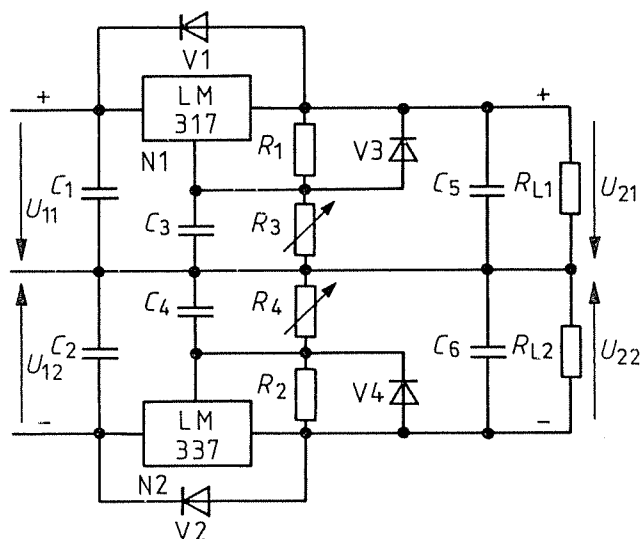 V1
+
LM
317
+
N1
R1
V3
C1
U11
C3
R3
C5
RL1
U21
C4
R4
C2
U12
C6
RL2
U22
R2
V4
LM
337
−
−
N2
V2